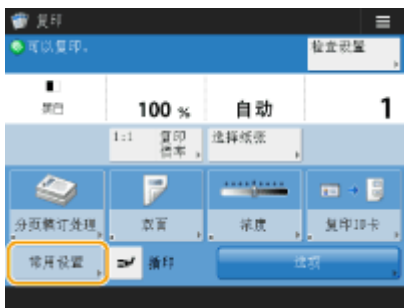 复印
可以复印。
检查设置
黑白
100 %
自动
1
1:1 复印倍率
选择纸张
分页装订处理
双面
浓度
复印ID卡
常用设置
插印
选项